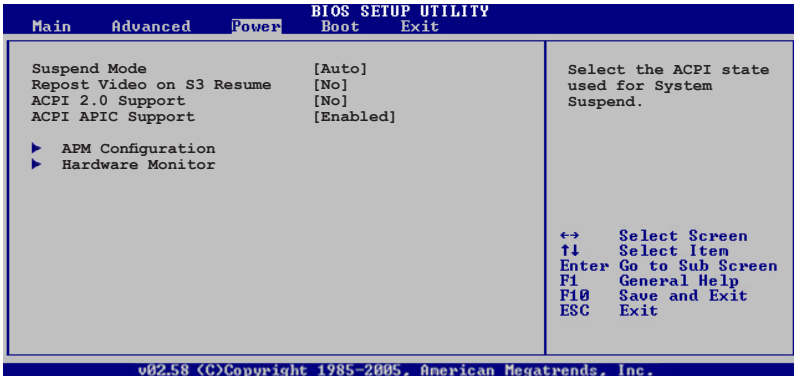 BIOS SETUP UTILITY
Main Advanced Power Boot Exit
Suspend Mode [Auto]
Repost Video on S3 Resume [No]
ACPI 2.0 Support [No]
ACPI APIC Support [Enabled]
APM Configuration
Hardware Monitor
Select the ACPI state
used for System
Suspend.
↔ Select Screen
↑↓ Select Item
Enter Go to Sub Screen
F1 General Help
F10 Save and Exit
ESC Exit
v02.58 (C)Copyright 1985-2005, American Megatrends, Inc.